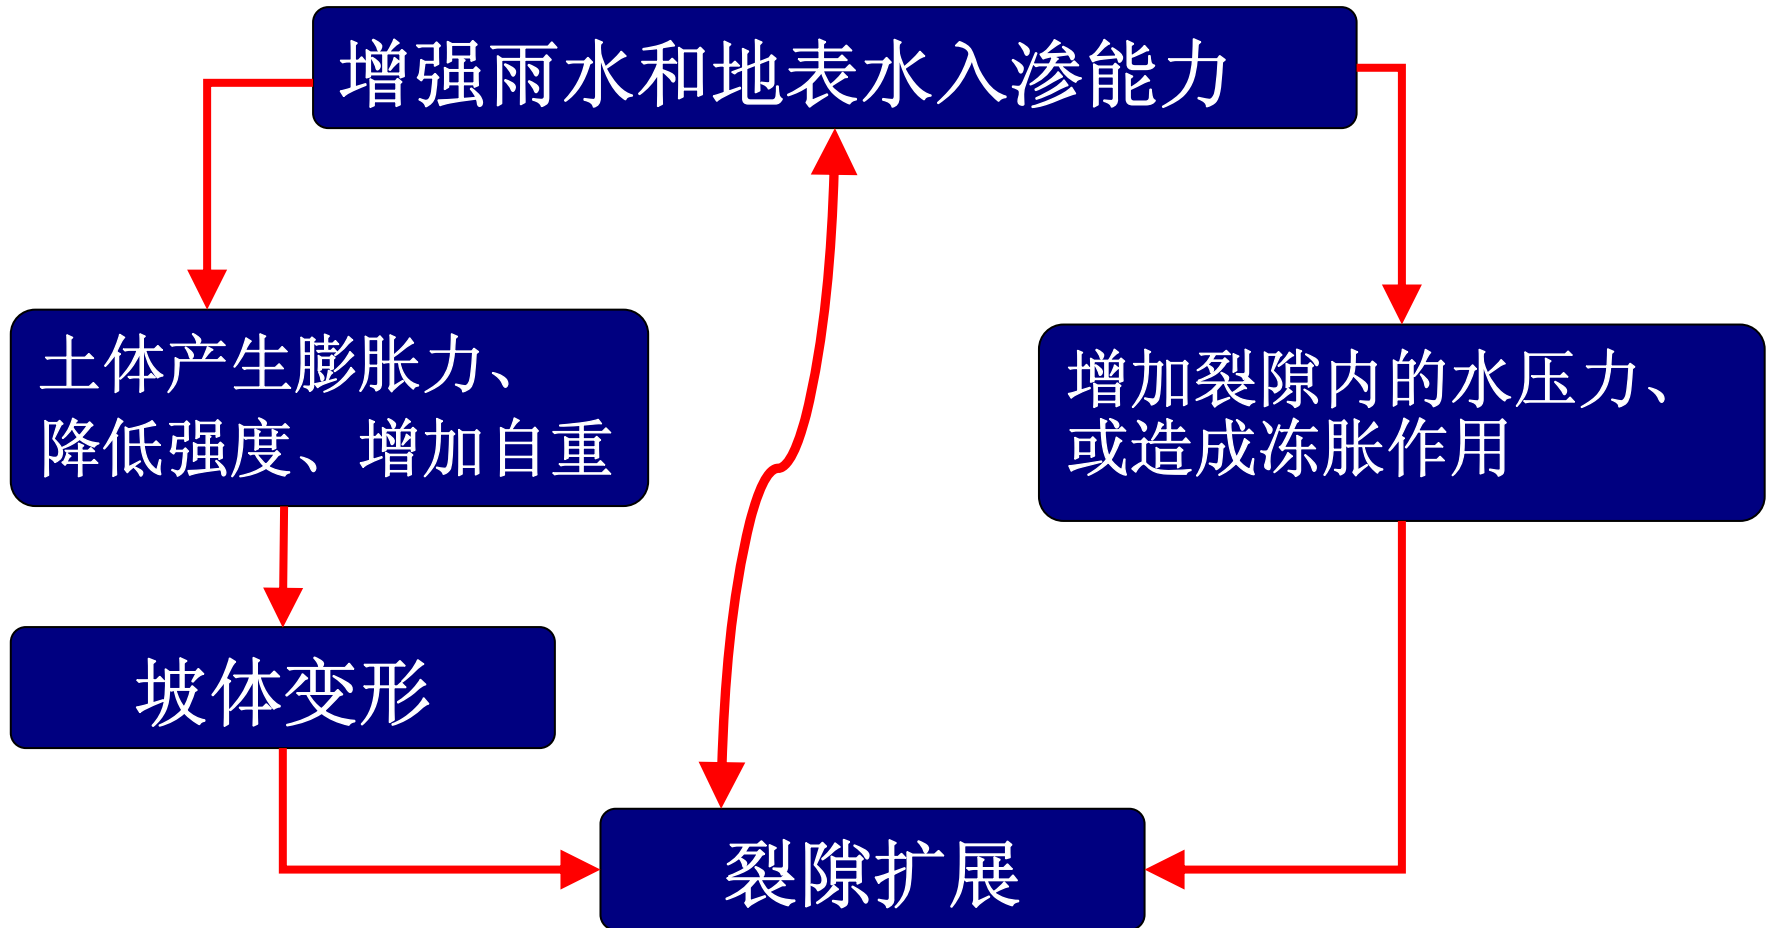 增强雨水和地表水入渗能力
土体产生膨胀力、
降低强度、增加自重
增加裂隙内的水压力、
或造成冻胀作用
坡体变形
裂隙扩展